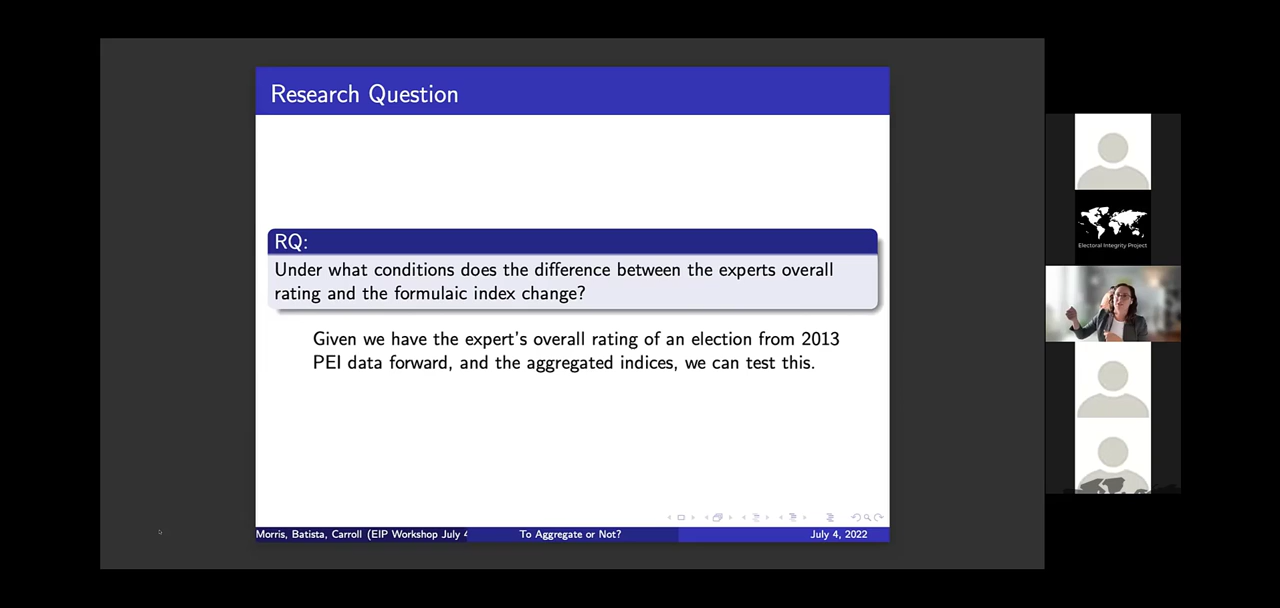 Research Question
RQ:
Under what conditions does the difference between the experts overall
rating and the formulaic index change?
Given we have the expert's overall rating of an election from 2013
PEI data forward, and the aggregated indices, we can test this.
Electoral Integrity Project
Morris, Batista, Carroll (EIP Workshop July 4
To Aggregate or Not?
July 4, 2022